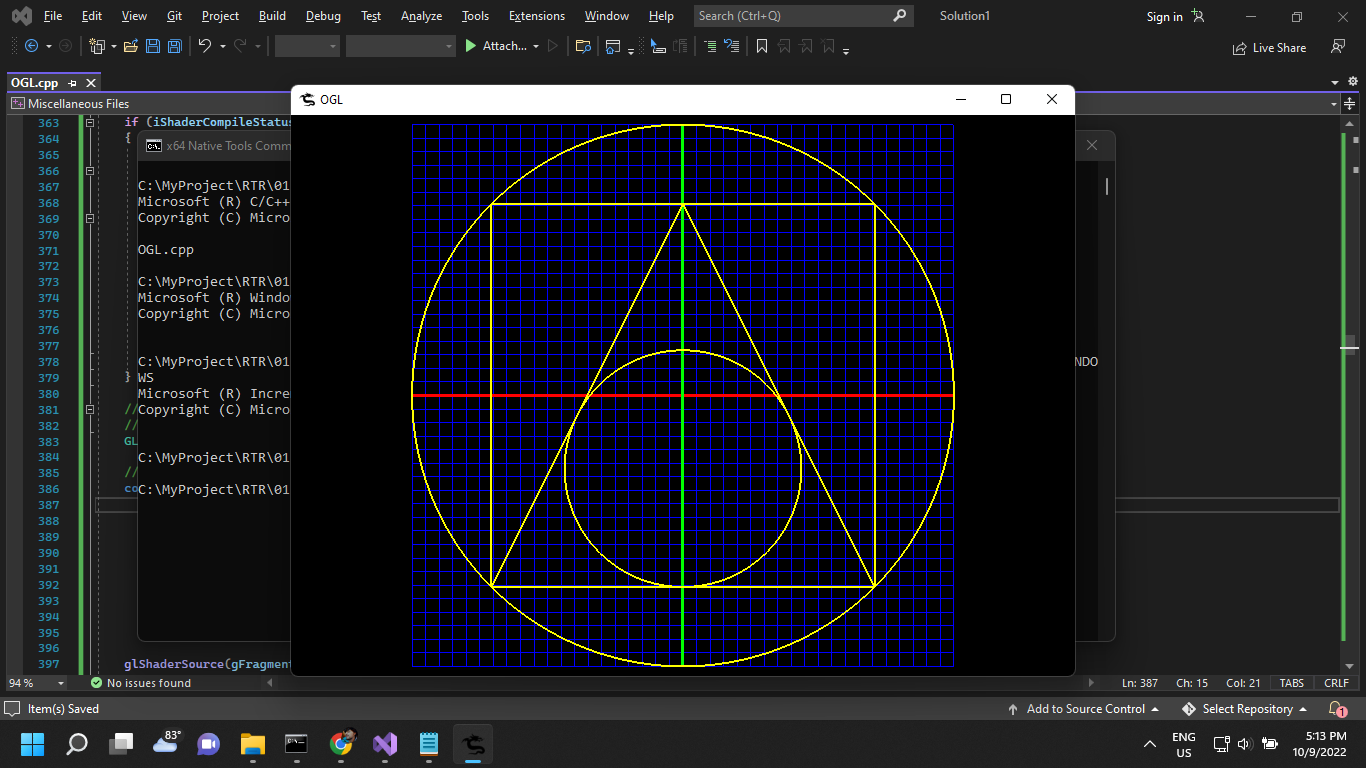 File Edit View Git Project Build Debug Test Analyze Tools Extensions Window Help Search (Ctrl+Q) Solution1 Sign in
Attach... Live Share
OGL.cpp
Miscellaneous Files
OGL
x64 Native Tools Comm
363 if (iShaderCompileStatus
364 {
365
366
367 C:\MyProject\RTR\01
368 Microsoft (R) C/C++
369 Copyright (C) Micro
370
371 OGL.cpp
372
373 C:\MyProject\RTR\01
374 Microsoft (R) Windo
375 Copyright (C) Micro
376
377
378 C:\MyProject\RTR\01 NDO
379 } WS
380 Microsoft (R) Incre
381 // Copyright (C) Micro
382 //
383 GL
384 C:\MyProject\RTR\01
385 //
386 co C:\MyProject\RTR\01
387
388
389
390
391
392
393
394
395
396
397 glShaderSource(gFragment
94 % No issues found Ln: 387 Ch: 15 Col: 21 TABS CRLF
Item(s) Saved Add to Source Control Select Repository 1
83° ENG US 5:13 PM
10/9/2022